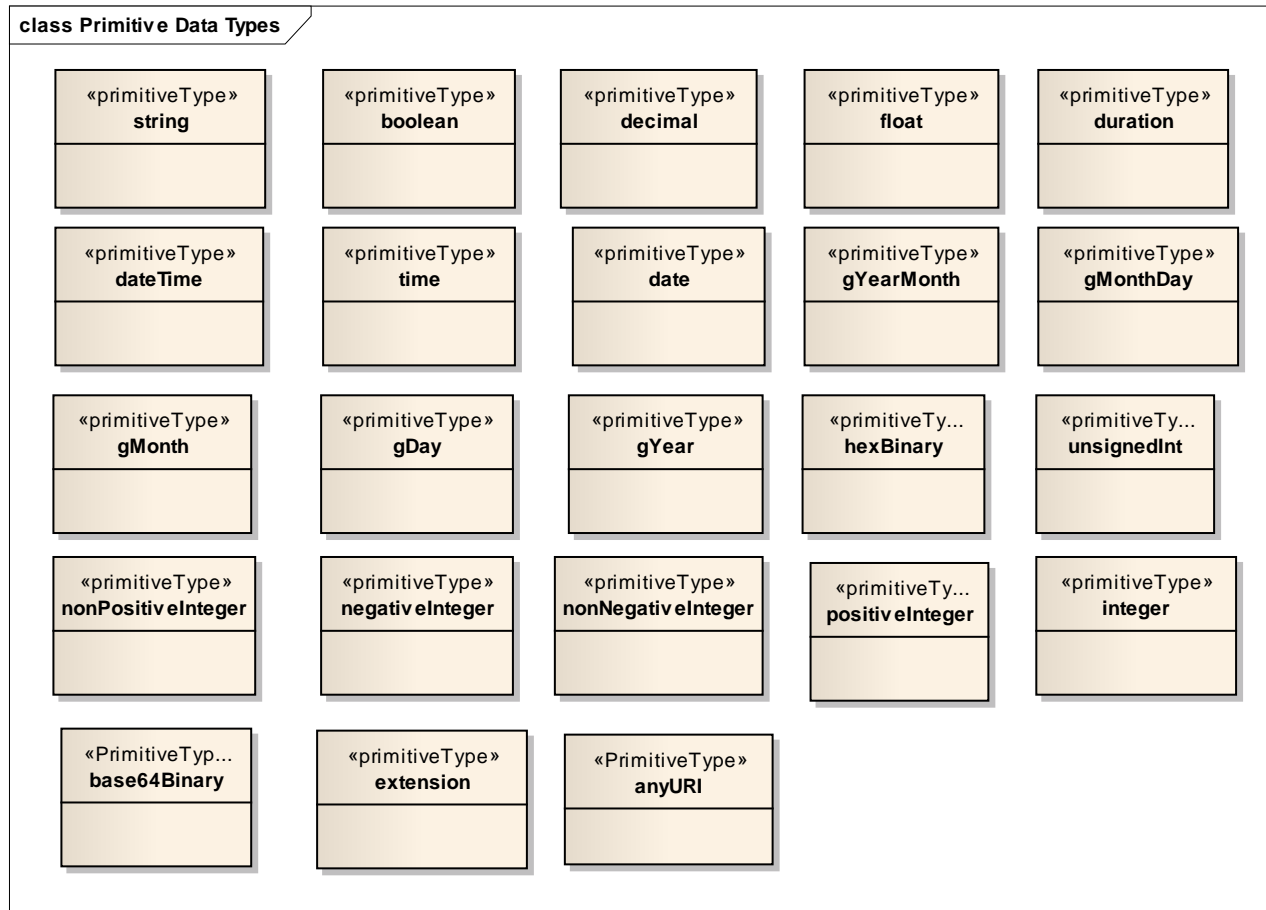 class Primitive Data Types
«primitiveType»
string
«primitiveType»
boolean
«primitiveType»
decimal
«primitiveType»
float
«primitiveType»
duration
«primitiveType»
dateTime
«primitiveType»
time
«primitiveType»
date
«primitiveType»
gYearMonth
«primitiveType»
gMonthDay
«primitiveType»
gMonth
«primitiveType»
gDay
«primitiveType»
gYear
«primitiveTy...
hexBinary
«primitiveTy...
unsignedInt
«primitiveType»
nonPositiveInteger
«primitiveType»
negativeInteger
«primitiveType»
nonNegativeInteger
«primitiveTy...
positiveInteger
«primitiveType»
integer
«PrimitiveTyp...
base64Binary
«primitiveType»
extension
«PrimitiveType»
anyURI